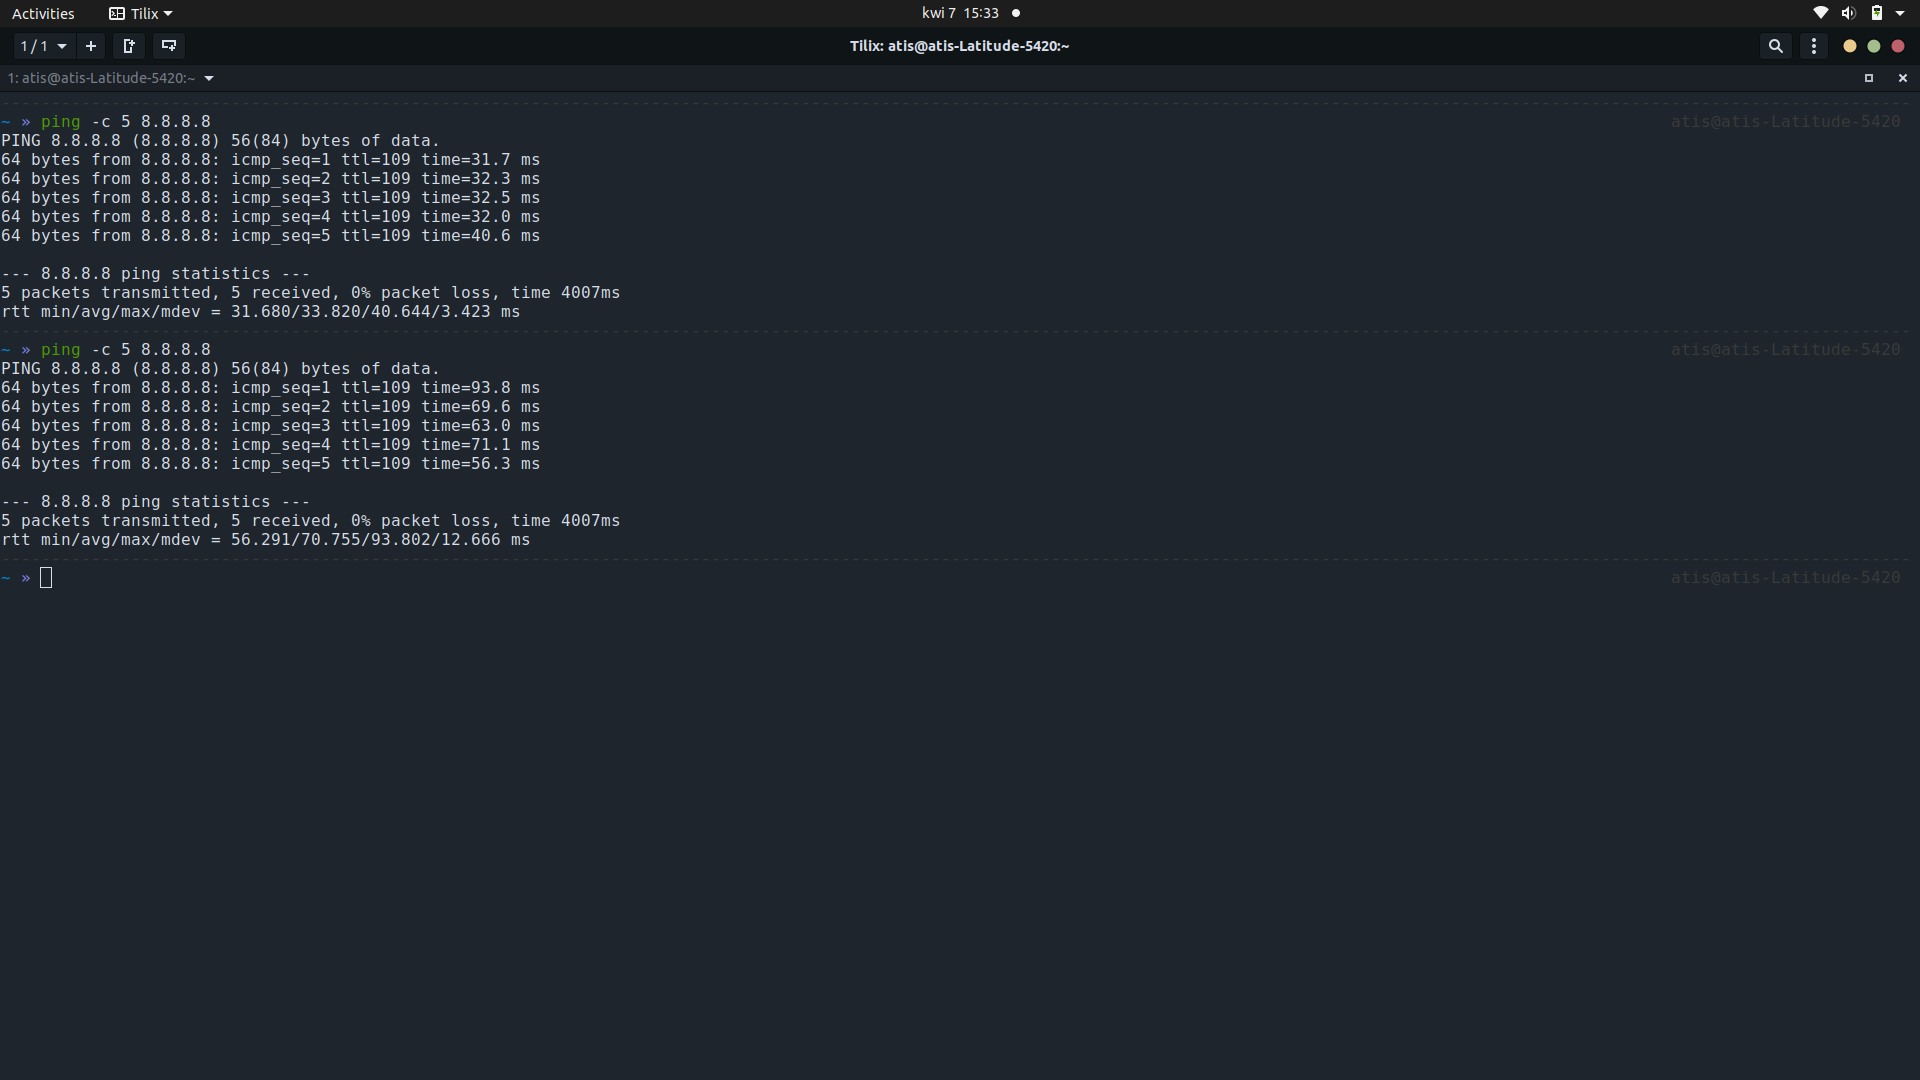 Activities Tilix kwi 7 15:33
1 / 1 Tilix: atis@atis-Latitude-5420:~
1: atis@atis-Latitude-5420:~
~ » ping -c 5 8.8.8.8 atis@atis-Latitude-5420
PING 8.8.8.8 (8.8.8.8) 56(84) bytes of data.
64 bytes from 8.8.8.8: icmp_seq=1 ttl=109 time=31.7 ms
64 bytes from 8.8.8.8: icmp_seq=2 ttl=109 time=32.3 ms
64 bytes from 8.8.8.8: icmp_seq=3 ttl=109 time=32.5 ms
64 bytes from 8.8.8.8: icmp_seq=4 ttl=109 time=32.0 ms
64 bytes from 8.8.8.8: icmp_seq=5 ttl=109 time=40.6 ms
--- 8.8.8.8 ping statistics ---
5 packets transmitted, 5 received, 0% packet loss, time 4007ms
rtt min/avg/max/mdev = 31.680/33.820/40.644/3.423 ms
~ » ping -c 5 8.8.8.8 atis@atis-Latitude-5420
PING 8.8.8.8 (8.8.8.8) 56(84) bytes of data.
64 bytes from 8.8.8.8: icmp_seq=1 ttl=109 time=93.8 ms
64 bytes from 8.8.8.8: icmp_seq=2 ttl=109 time=69.6 ms
64 bytes from 8.8.8.8: icmp_seq=3 ttl=109 time=63.0 ms
64 bytes from 8.8.8.8: icmp_seq=4 ttl=109 time=71.1 ms
64 bytes from 8.8.8.8: icmp_seq=5 ttl=109 time=56.3 ms
--- 8.8.8.8 ping statistics ---
5 packets transmitted, 5 received, 0% packet loss, time 4007ms
rtt min/avg/max/mdev = 56.291/70.755/93.802/12.666 ms
~ » atis@atis-Latitude-5420